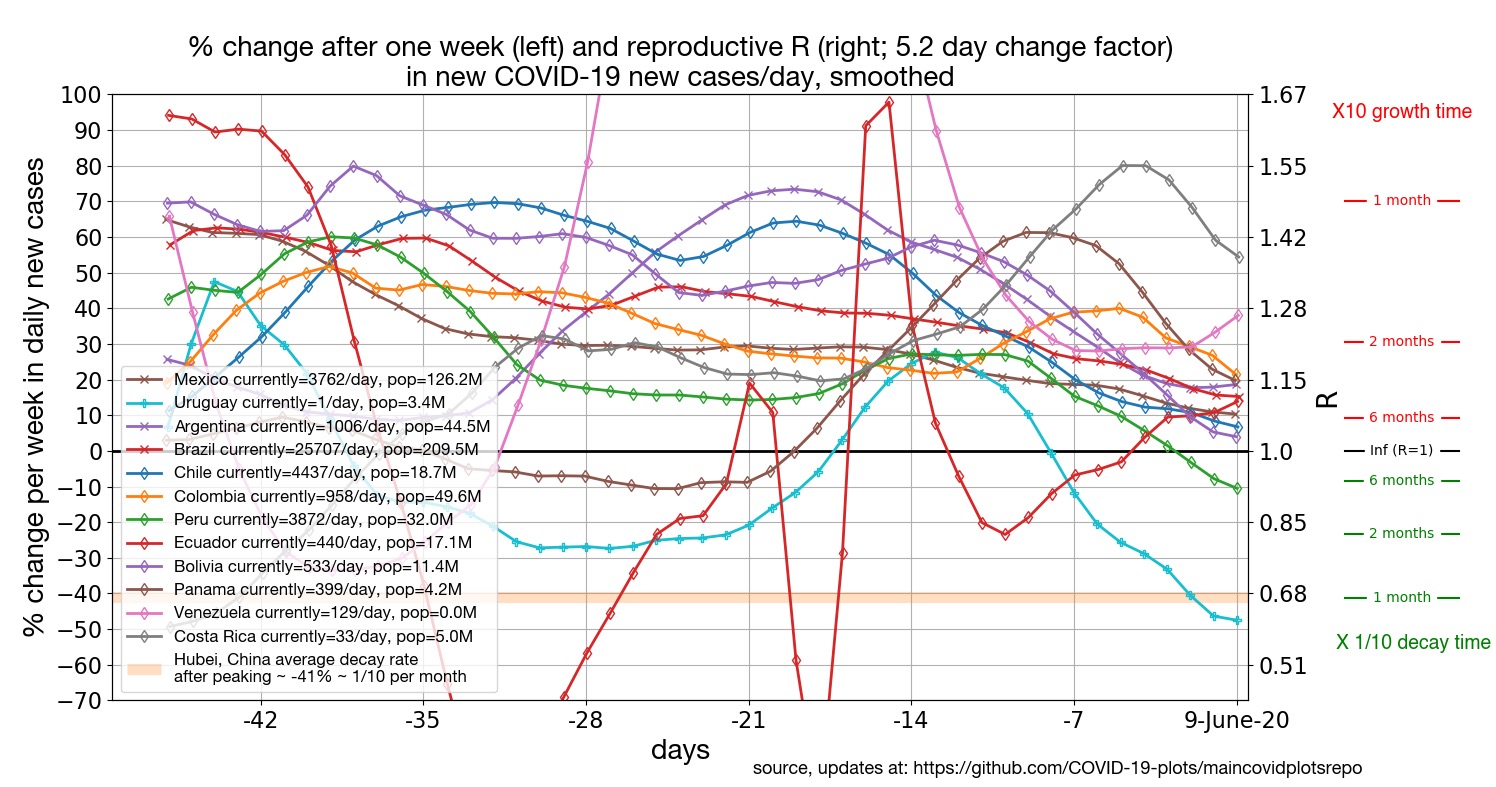 % change after one week (left) and reproductive R (right; 5.2 day change factor)
in new COVID-19 new cases/day, smoothed
100
90
80
70
60
50
40
30
20
10
0
−10
−20
−30
−40
−50
−60
−70
% change per week in daily new cases
1.67
1.55
1.42
1.28
1.15
1.0
0.85
0.68
0.51
R
X10 growth time
1 month
2 months
6 months
Inf (R=1)
6 months
2 months
1 month
X 1/10 decay time
Mexico currently=3762/day, pop=126.2M
Uruguay currently=1/day, pop=3.4M
Argentina currently=1006/day, pop=44.5M
Brazil currently=25707/day, pop=209.5M
Chile currently=4437/day, pop=18.7M
Colombia currently=958/day, pop=49.6M
Peru currently=3872/day, pop=32.0M
Ecuador currently=440/day, pop=17.1M
Bolivia currently=533/day, pop=11.4M
Panama currently=399/day, pop=4.2M
Venezuela currently=129/day, pop=0.0M
Costa Rica currently=33/day, pop=5.0M
Hubei, China average decay rate
after peaking ~ -41% ~ 1/10 per month
-42 -35 -28 -21 -14 -7 9-June-20
days
source, updates at: https://github.com/COVID-19-plots/maincovidplotsrepo